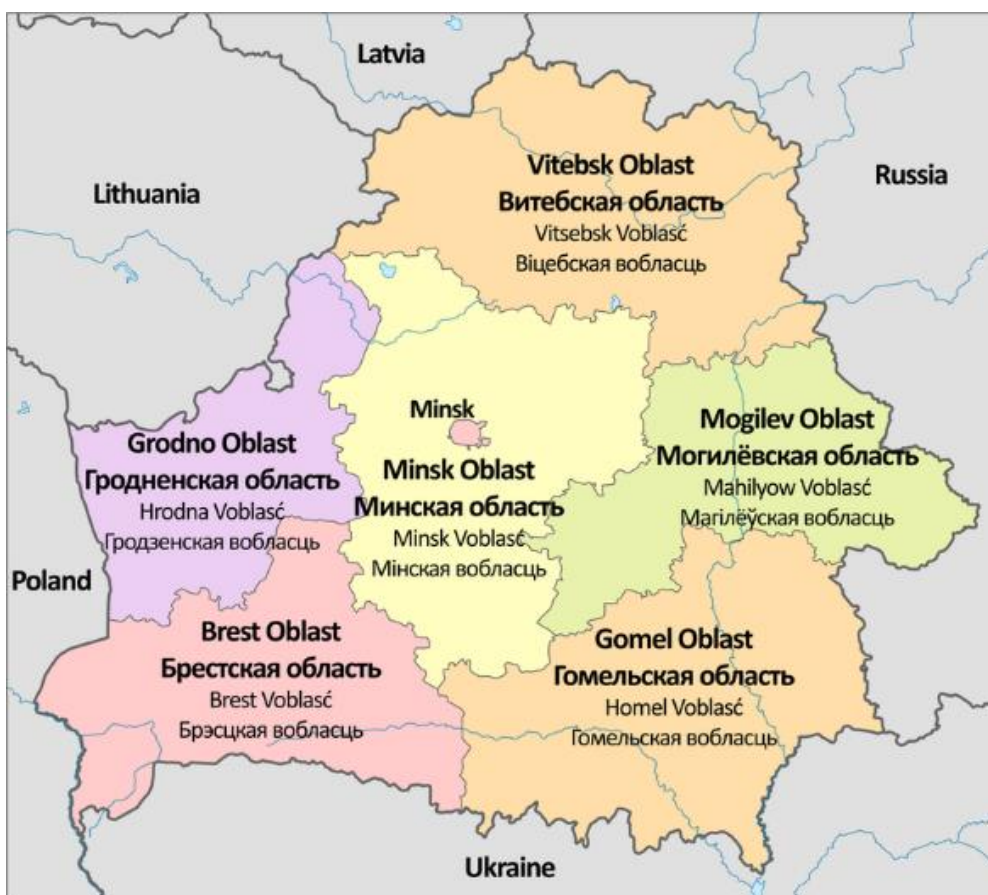 Latvia
Lithuania
Russia
Vitebsk Oblast
Витебская область
Vitsebsk Voblasć
Віцебская вобласць
Minsk
Grodno Oblast
Гродненская область
Hrodna Voblasć
Гродзенская вобласць
Minsk Oblast
Минская область
Minsk Voblasć
Мінская вобласць
Mogilev Oblast
Могилёвская область
Mahilyow Voblasć
Магілёўская вобласць
Poland
Brest Oblast
Брестская область
Brest Voblasć
Брэсцкая вобласць
Gomel Oblast
Гомельская область
Homel Voblasć
Гомельская вобласць
Ukraine